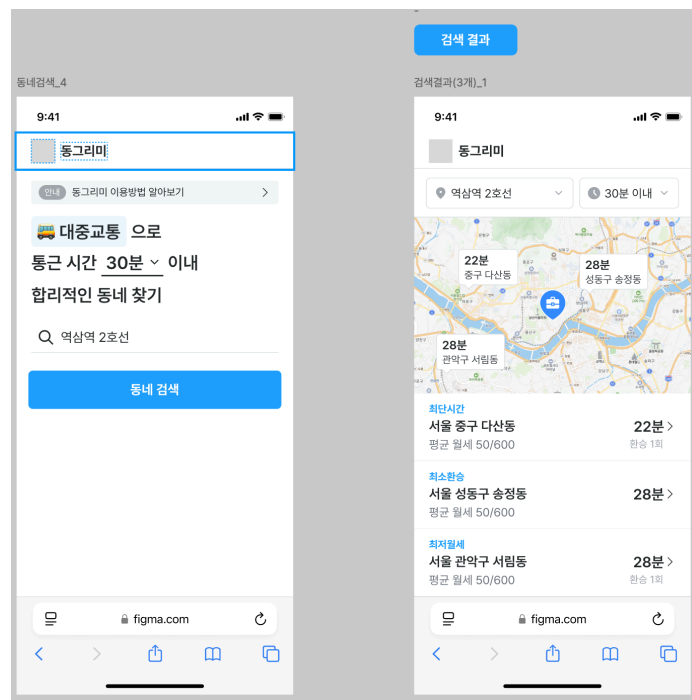 검색 결과
동네검색_4
9:41
동그리미
안내 동그리미 이용방법 알아보기
대중교통 으로
통근 시간 30분 이내
합리적인 동네 찾기
역삼역 2호선
동네 검색
figma.com
검색결과(3개)_1
9:41
동그리미
역삼역 2호선
30분 이내
22분
중구 다산동
28분
성동구 송정동
28분
관악구 서림동
최단시간
서울 중구 다산동 22분
평균 월세 50/600 환승 1회
최소환승
서울 성동구 송정동 28분
평균 월세 50/600
최저월세
서울 관악구 서림동 28분
평균 월세 50/600 환승 1회
figma.com